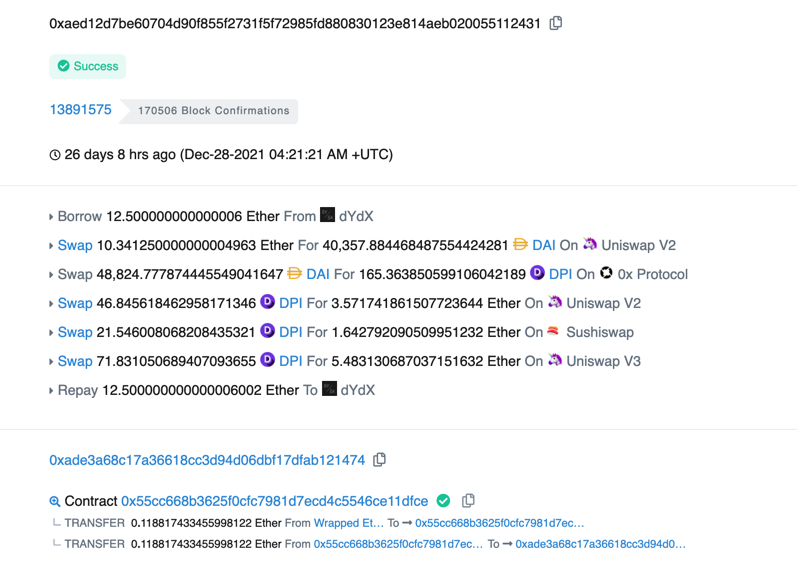 0xaed12d7be60704d90f855f2731f5f72985fd880830123e814aeb020055112431
Success
13891575 170506 Block Confirmations
26 days 8 hrs ago (Dec-28-2021 04:21:21 AM +UTC)
Borrow 12.500000000000006 Ether From dYdX
Swap 10.341250000000004963 Ether For 40,357.884468487554424281 DAI On Uniswap V2
Swap 48,824.777874445549041647 DAI For 165.363850599106042189 DPI On 0x Protocol
Swap 46.845618462958171346 DPI For 3.571741861507723644 Ether On Uniswap V2
Swap 21.546008068208435321 DPI For 1.642792090509951232 Ether On Sushiswap
Swap 71.831050689407093655 DPI For 5.483130687037151632 Ether On Uniswap V3
Repay 12.500000000000006002 Ether To dYdX
0xade3a68c17a36618cc3d94d06dbf17dfab121474
Contract 0x55cc668b3625f0cfc7981d7ecd4c5546ce11dfce
TRANSFER 0.118817433455998122 Ether From Wrapped Et... To → 0x55cc668b3625f0cfc7981d7ec...
TRANSFER 0.118817433455998122 Ether From 0x55cc668b3625f0cfc7981d7ec... To → 0xade3a68c17a36618cc3d94d0...